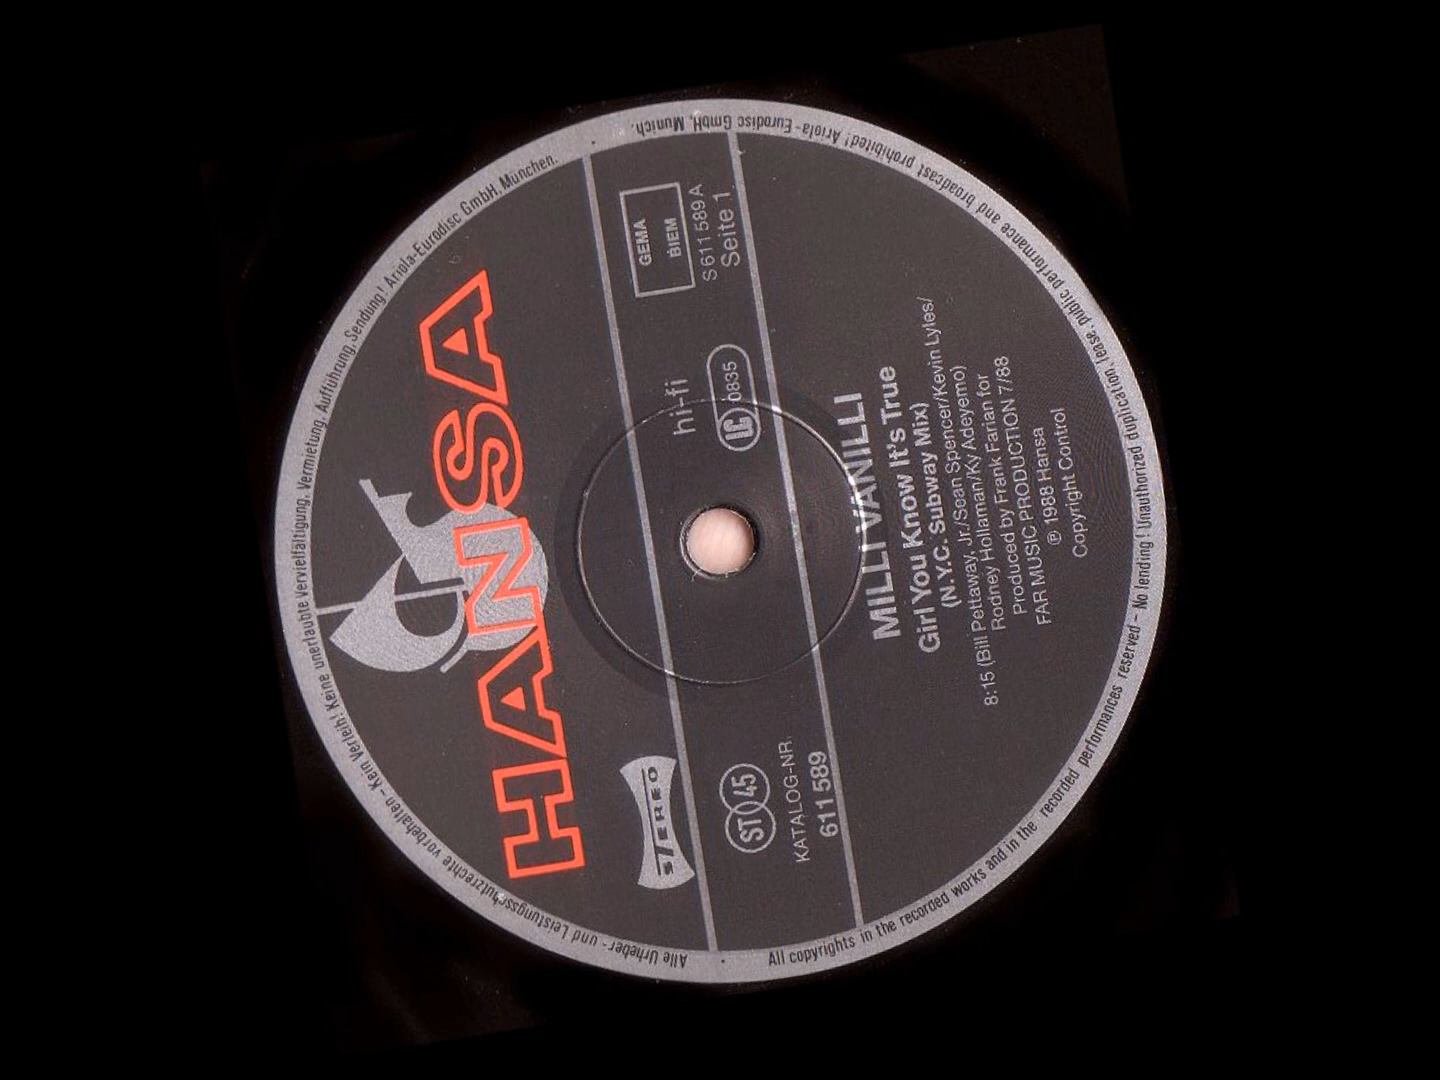 HANSA
STEREO
ST 45
KATALOG-NR.
611 589
hi-fi
LC 0835
GEMA
BIEM
S 611 589 A
Seite 1
MILLI VANILLI
Girl You Know It's True
(N.Y.C. Subway Mix)
8:15 (Bill Pettaway, Jr./Sean Spencer/Kevin Lyles/
Rodney Hollaman/Ky Adeyemo)
Produced by Frank Farian for
FAR MUSIC PRODUCTION 7/88
℗ 1988 Hansa
Copyright Control
Alle Urheber- und Leistungsschutzrechte vorbehalten – Kein Verleih! Keine unerlaubte Vervielfältigung, Vermietung, Aufführung, Sendung! Ariola-Eurodisc GmbH, München.
All copyrights in the recorded works and in the recorded performances reserved – No lending! Unauthorized duplication, lease, public performance and broadcast prohibited! Ariola-Eurodisc GmbH, Munich.